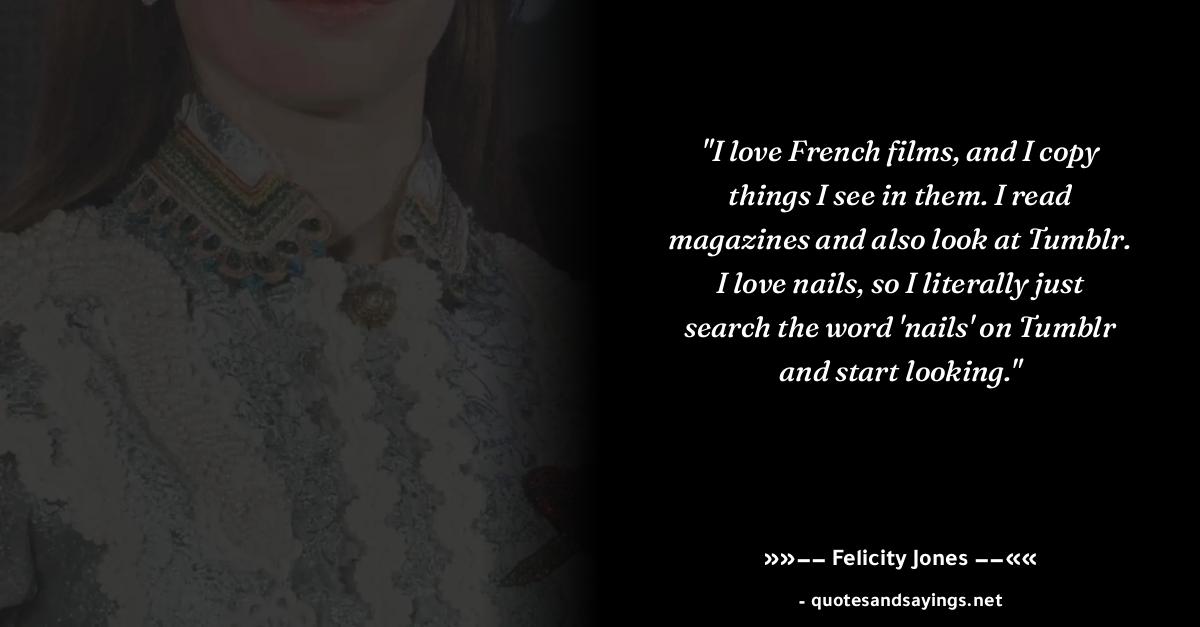 "I love French films, and I copy
things I see in them. I read
magazines and also look at Tumblr.
I love nails, so I literally just
search the word 'nails' on Tumblr
and start looking."
»»−− Felicity Jones −−««
- quotesandsayings.net